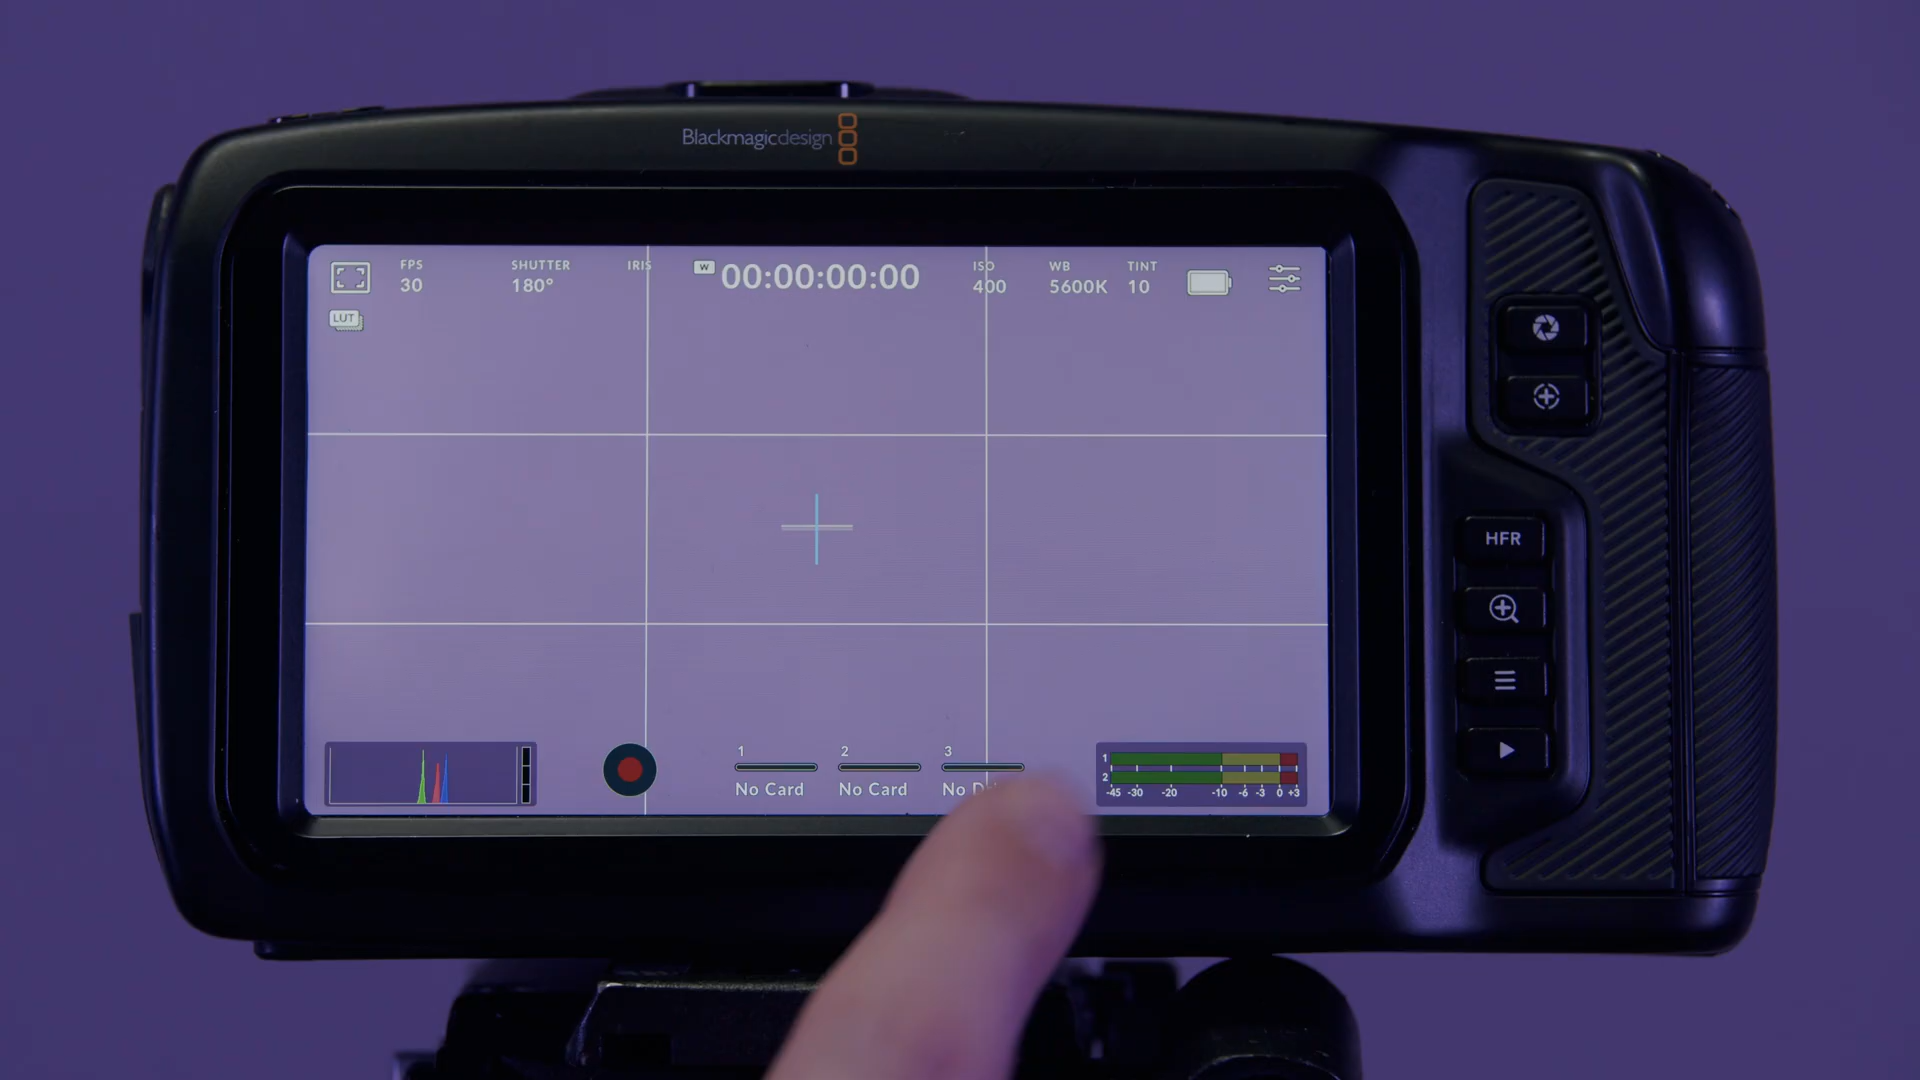 Blackmagicdesign
FPS
30
SHUTTER
180°
IRIS
W
00:00:00:00
ISO
400
WB
5600K
TINT
10
LUT
HFR
1
No Card
2
No Card
3
No
1
2
-45 -30 -20 -10 -6 -3 0 +3